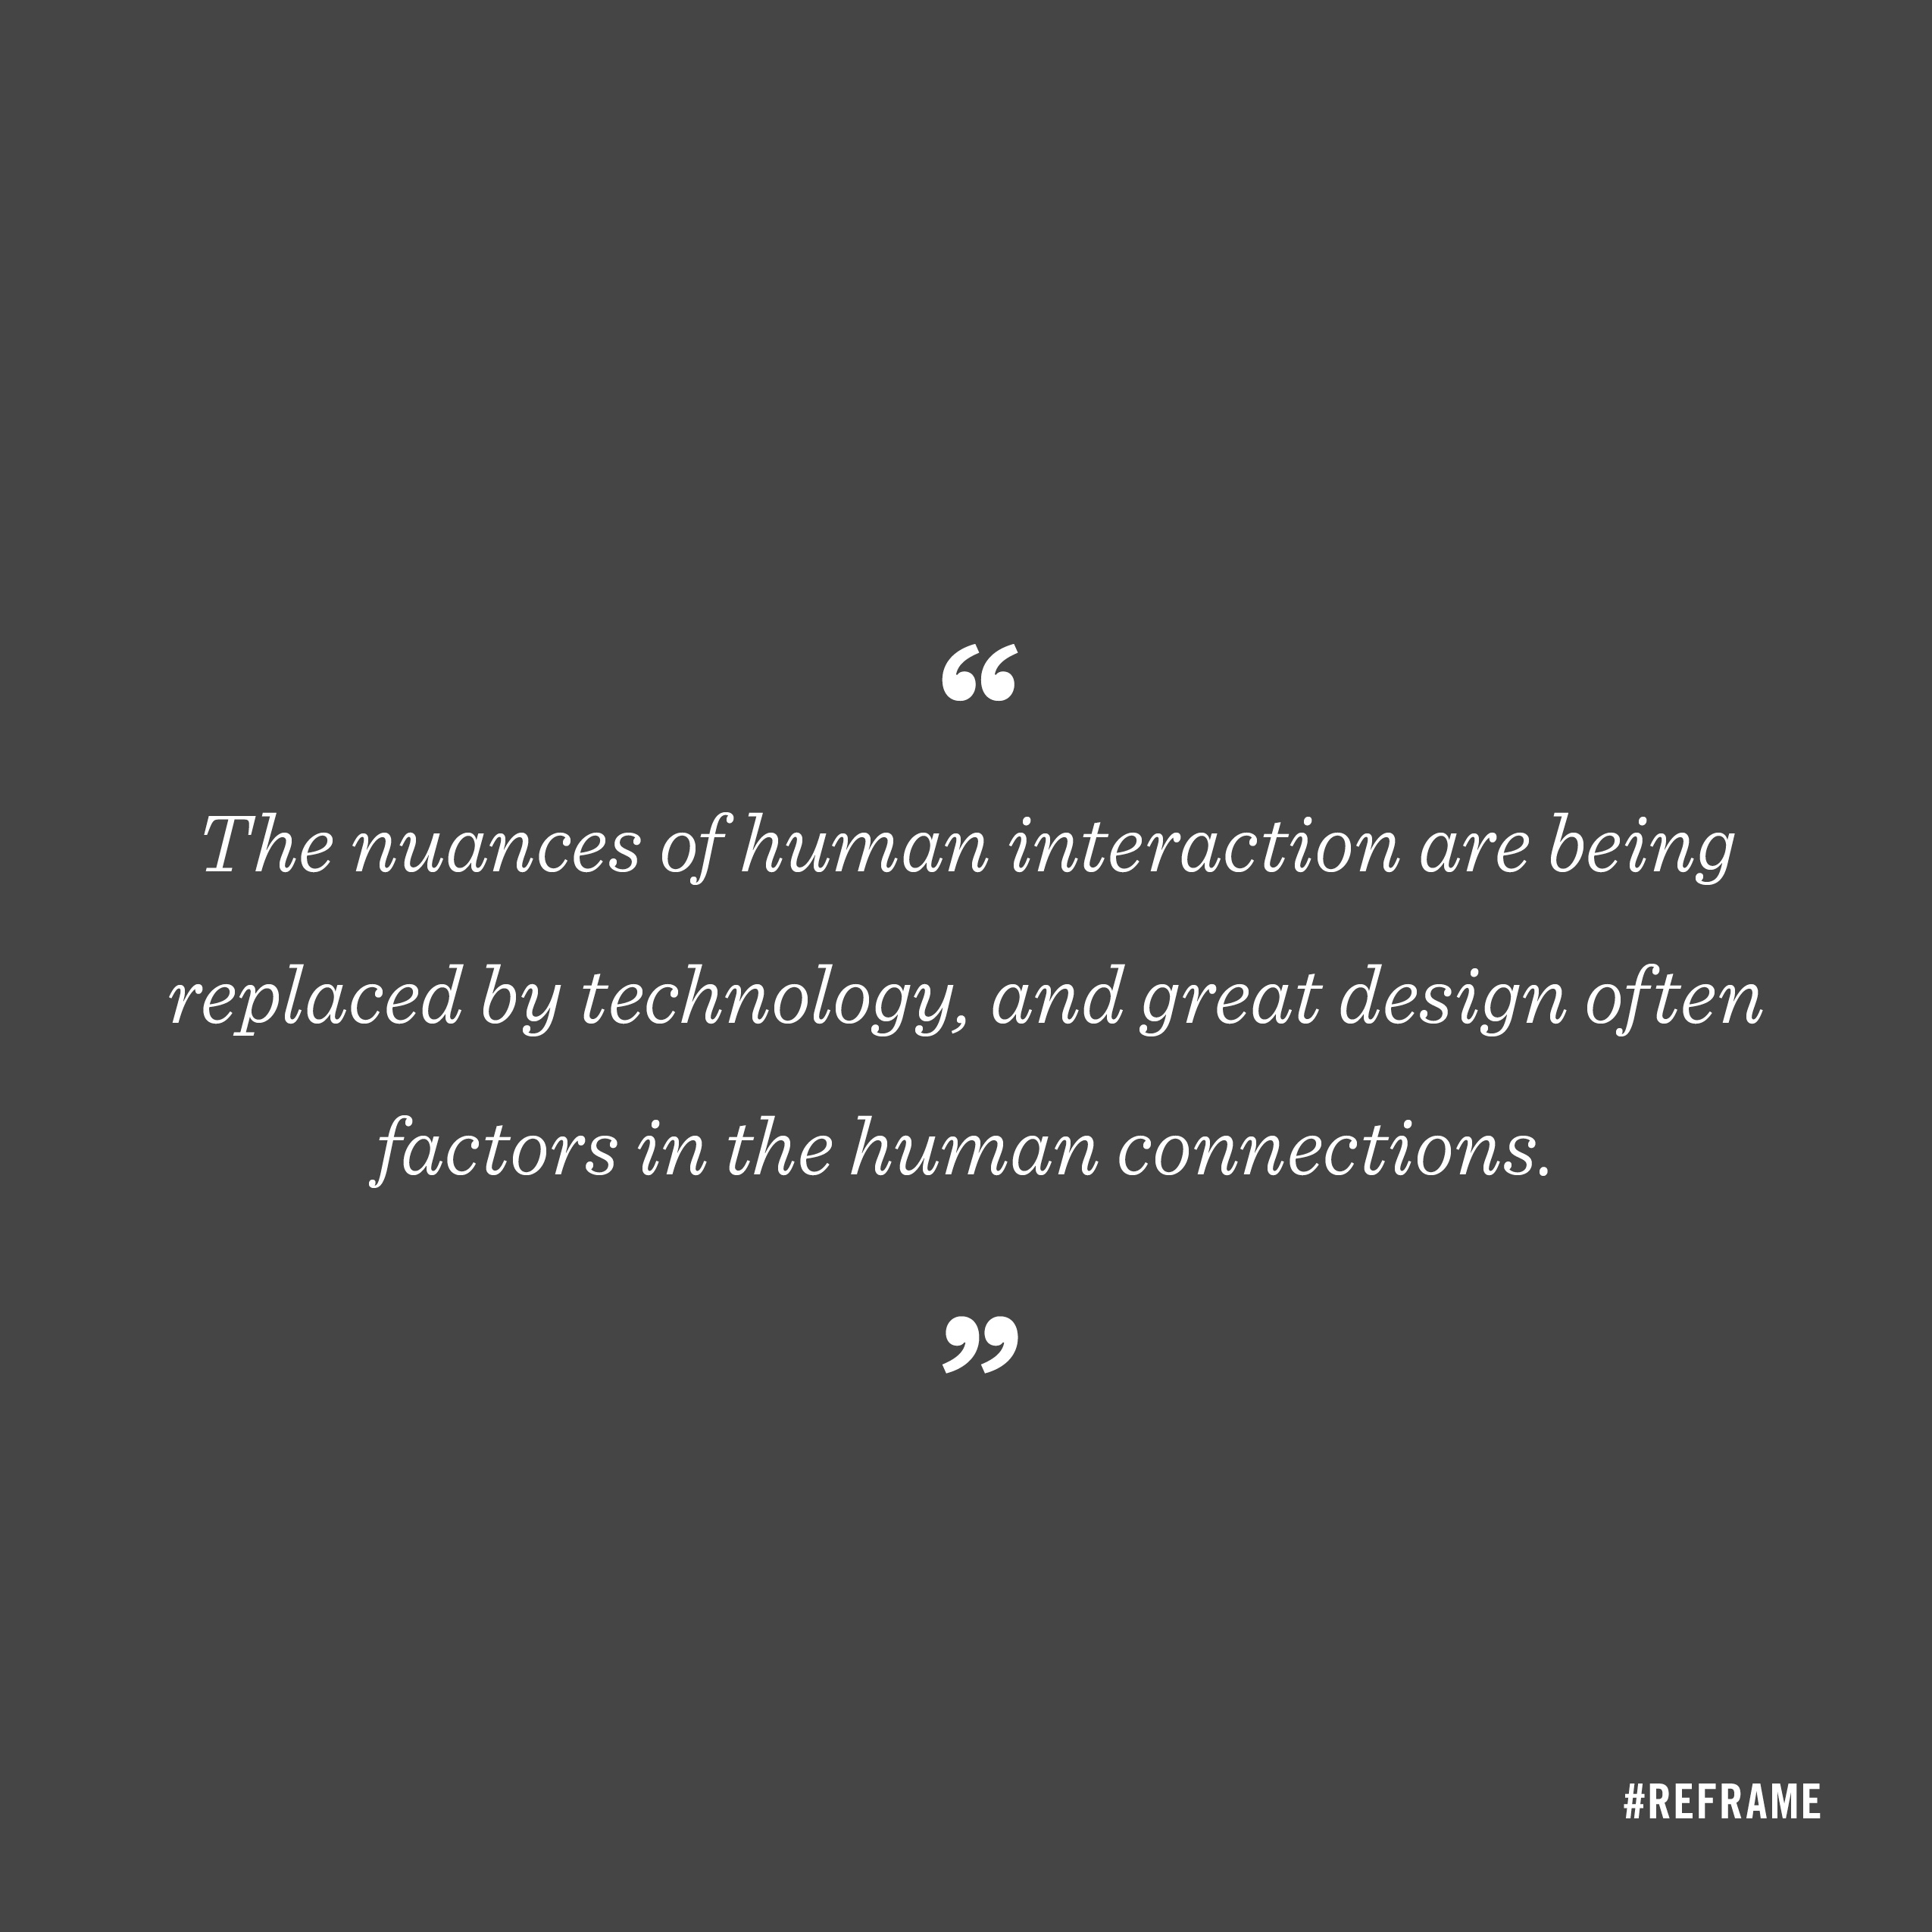 “
The nuances of human interaction are being
replaced by technology, and great design often
factors in the human connections.
”
#REFRAME